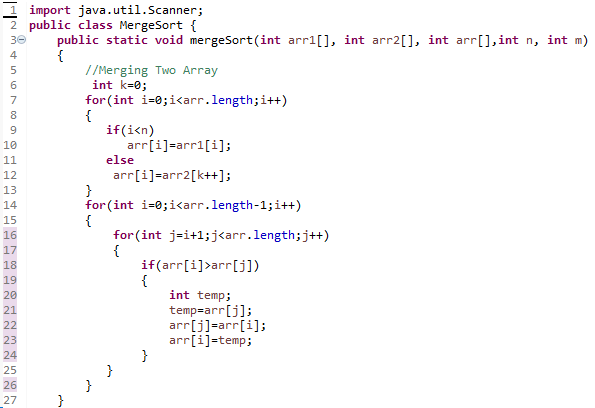 1 import java.util.Scanner;
2 public class MergeSort {
3 public static void mergeSort(int arr1[], int arr2[], int arr[],int n, int m)
4 {
5 //Merging Two Array
6 int k=0;
7 for(int i=0;i<arr.length;i++)
8 {
9 if(i<n)
10 arr[i]=arr1[i];
11 else
12 arr[i]=arr2[k++];
13 }
14 for(int i=0;i<arr.length-1;i++)
15 {
16 for(int j=i+1;j<arr.length;j++)
17 {
18 if(arr[i]>arr[j])
19 {
20 int temp;
21 temp=arr[j];
22 arr[j]=arr[i];
23 arr[i]=temp;
24 }
25 }
26 }
27 }